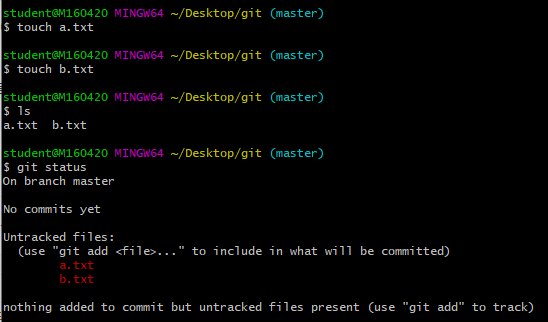 student@M160420 MINGW64 ~/Desktop/git (master)
$ touch a.txt
student@M160420 MINGW64 ~/Desktop/git (master)
$ touch b.txt
student@M160420 MINGW64 ~/Desktop/git (master)
$ ls
a.txt  b.txt
student@M160420 MINGW64 ~/Desktop/git (master)
$ git status
On branch master
No commits yet
Untracked files:
  (use "git add <file>..." to include in what will be committed)
        a.txt
        b.txt
nothing added to commit but untracked files present (use "git add" to track)